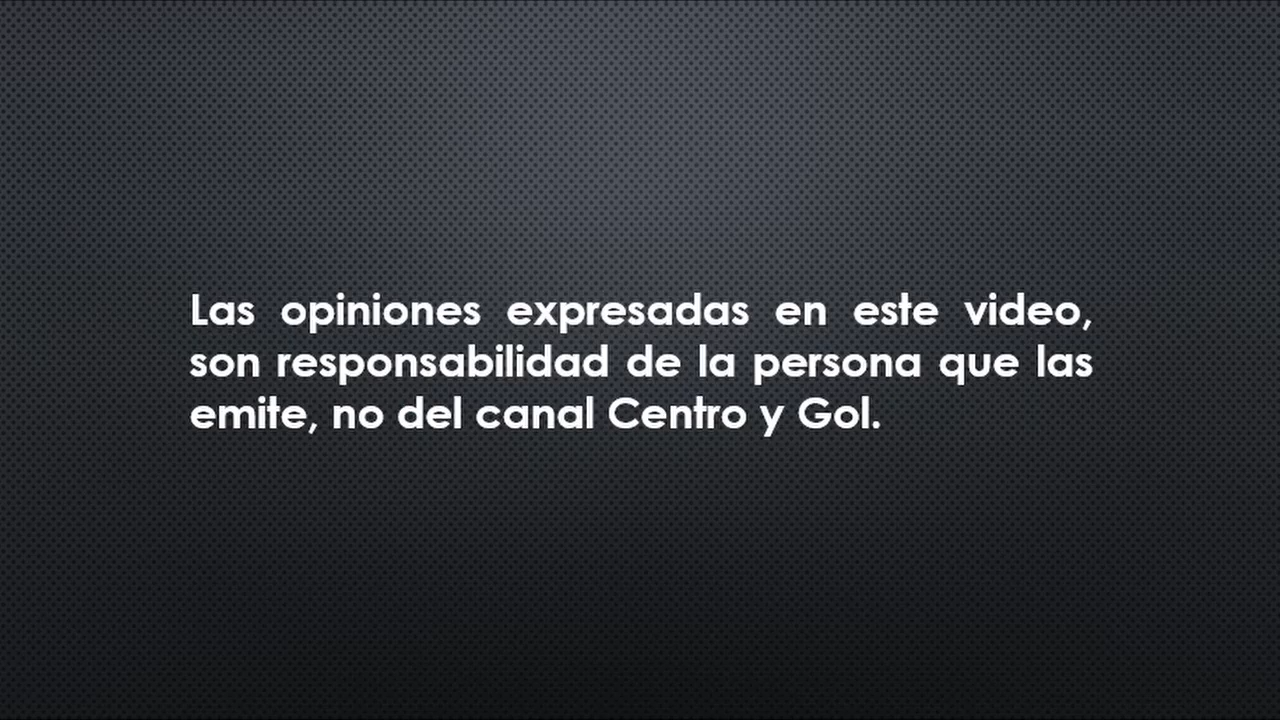 Las opiniones expresadas en este video,
son responsabilidad de la persona que las
emite, no del canal Centro y Gol.